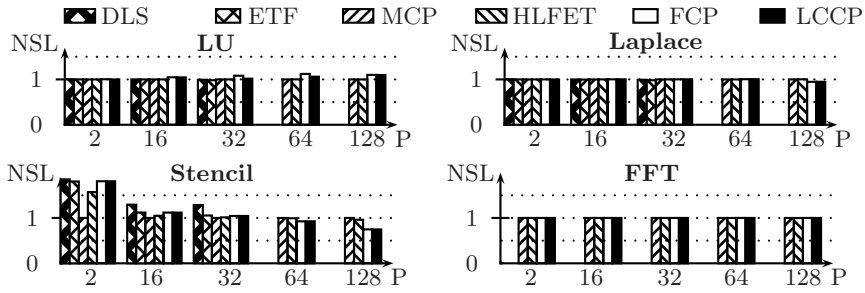 DLS ETF MCP HLFET FCP LCCP
NSL LU
1
0
2 16 32 64 128 P
NSL Laplace
1
0
2 16 32 64 128 P
NSL Stencil
1
0
2 16 32 64 128 P
NSL FFT
1
0
2 16 32 64 128 P